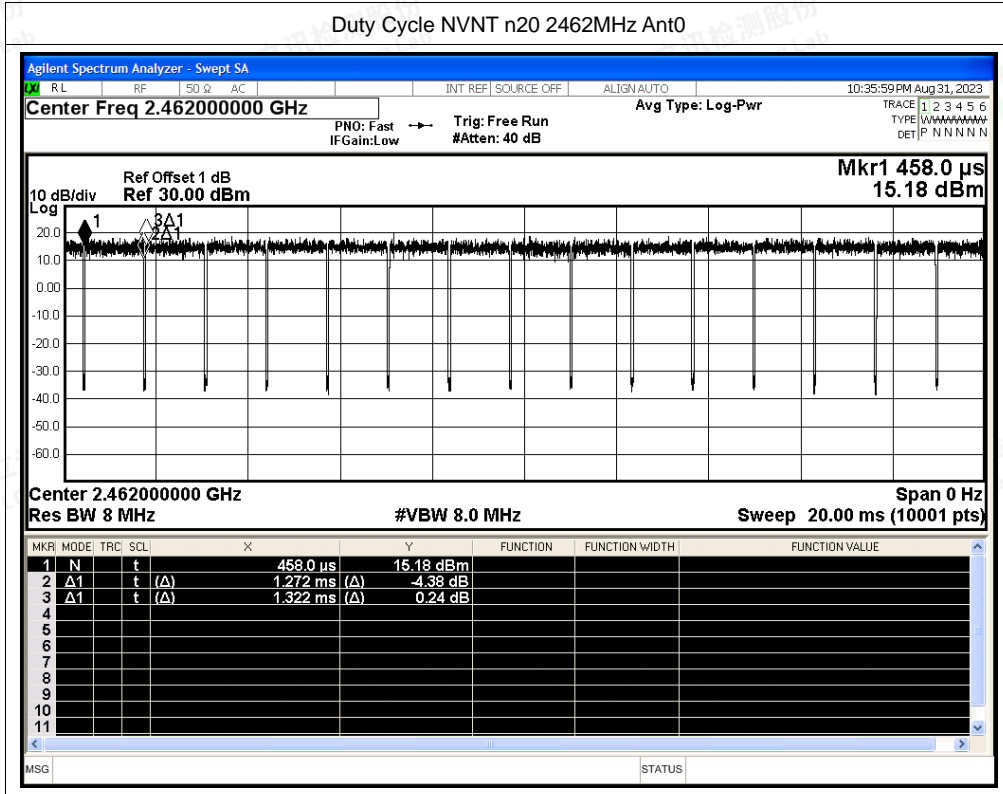 Duty Cycle NVNT n20 2462MHz Ant0
Agilent Spectrum Analyzer - Swept SA
LXI RL RF 50 Ω AC INT REF SOURCE OFF ALIGN AUTO 10:35:59 PM Aug 31, 2023
Center Freq 2.462000000 GHz Avg Type: Log-Pwr TRACE 1 2 3 4 5 6
PNO: Fast Trig: Free Run TYPE WWWWWW
IFGain:Low #Atten: 40 dB DET P N N N N N
Mkr1 458.0 µs
15.18 dBm
Ref Offset 1 dB
10 dB/div Ref 30.00 dBm
Log
1
3Δ1
2Δ1
20.0
10.0
0.00
-10.0
-20.0
-30.0
-40.0
-50.0
-60.0
Center 2.462000000 GHz Span 0 Hz
Res BW 8 MHz #VBW 8.0 MHz Sweep 20.00 ms (10001 pts)
MKR MODE TRC SCL X Y FUNCTION FUNCTION WIDTH FUNCTION VALUE
1 N t 458.0 µs 15.18 dBm
2 Δ1 t (Δ) 1.272 ms (Δ) -4.38 dB
3 Δ1 t (Δ) 1.322 ms (Δ) 0.24 dB
4
5
6
7
8
9
10
11
MSG STATUS